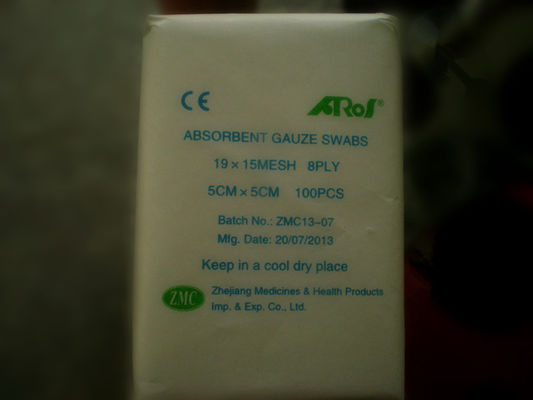 CE
AROS®
ABSORBENT GAUZE SWABS
19×15MESH 8PLY
5CM×5CM 100PCS
Batch No.: ZMC13-07
Mfg. Date: 20/07/2013
Keep in a cool dry place
ZMC
Zhejiang Medicines & Health Products
Imp. & Exp. Co., Ltd.